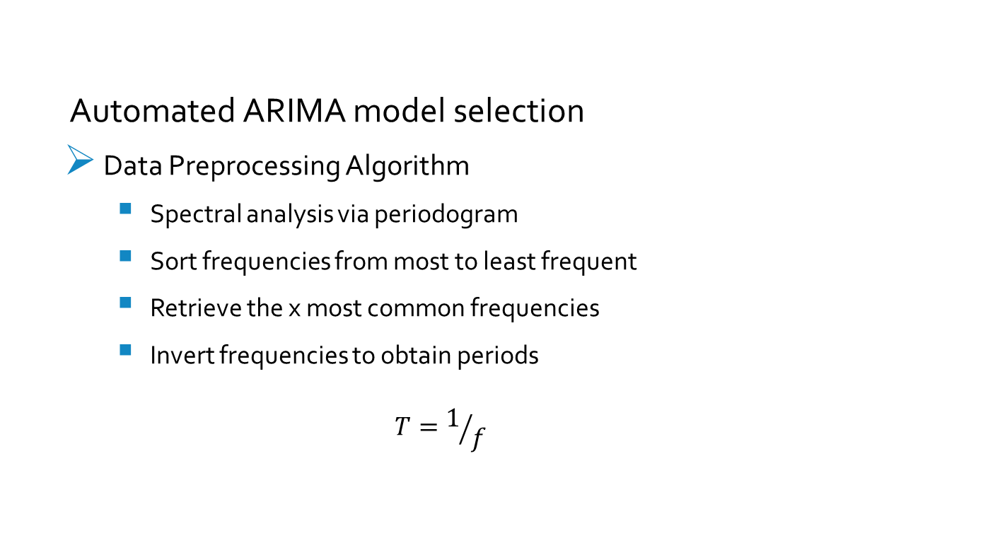 Automated ARIMA model selection
Data Preprocessing Algorithm
Spectral analysis via periodogram
Sort frequencies from most to least frequent
Retrieve the x most common frequencies
Invert frequencies to obtain periods
T = 1/f